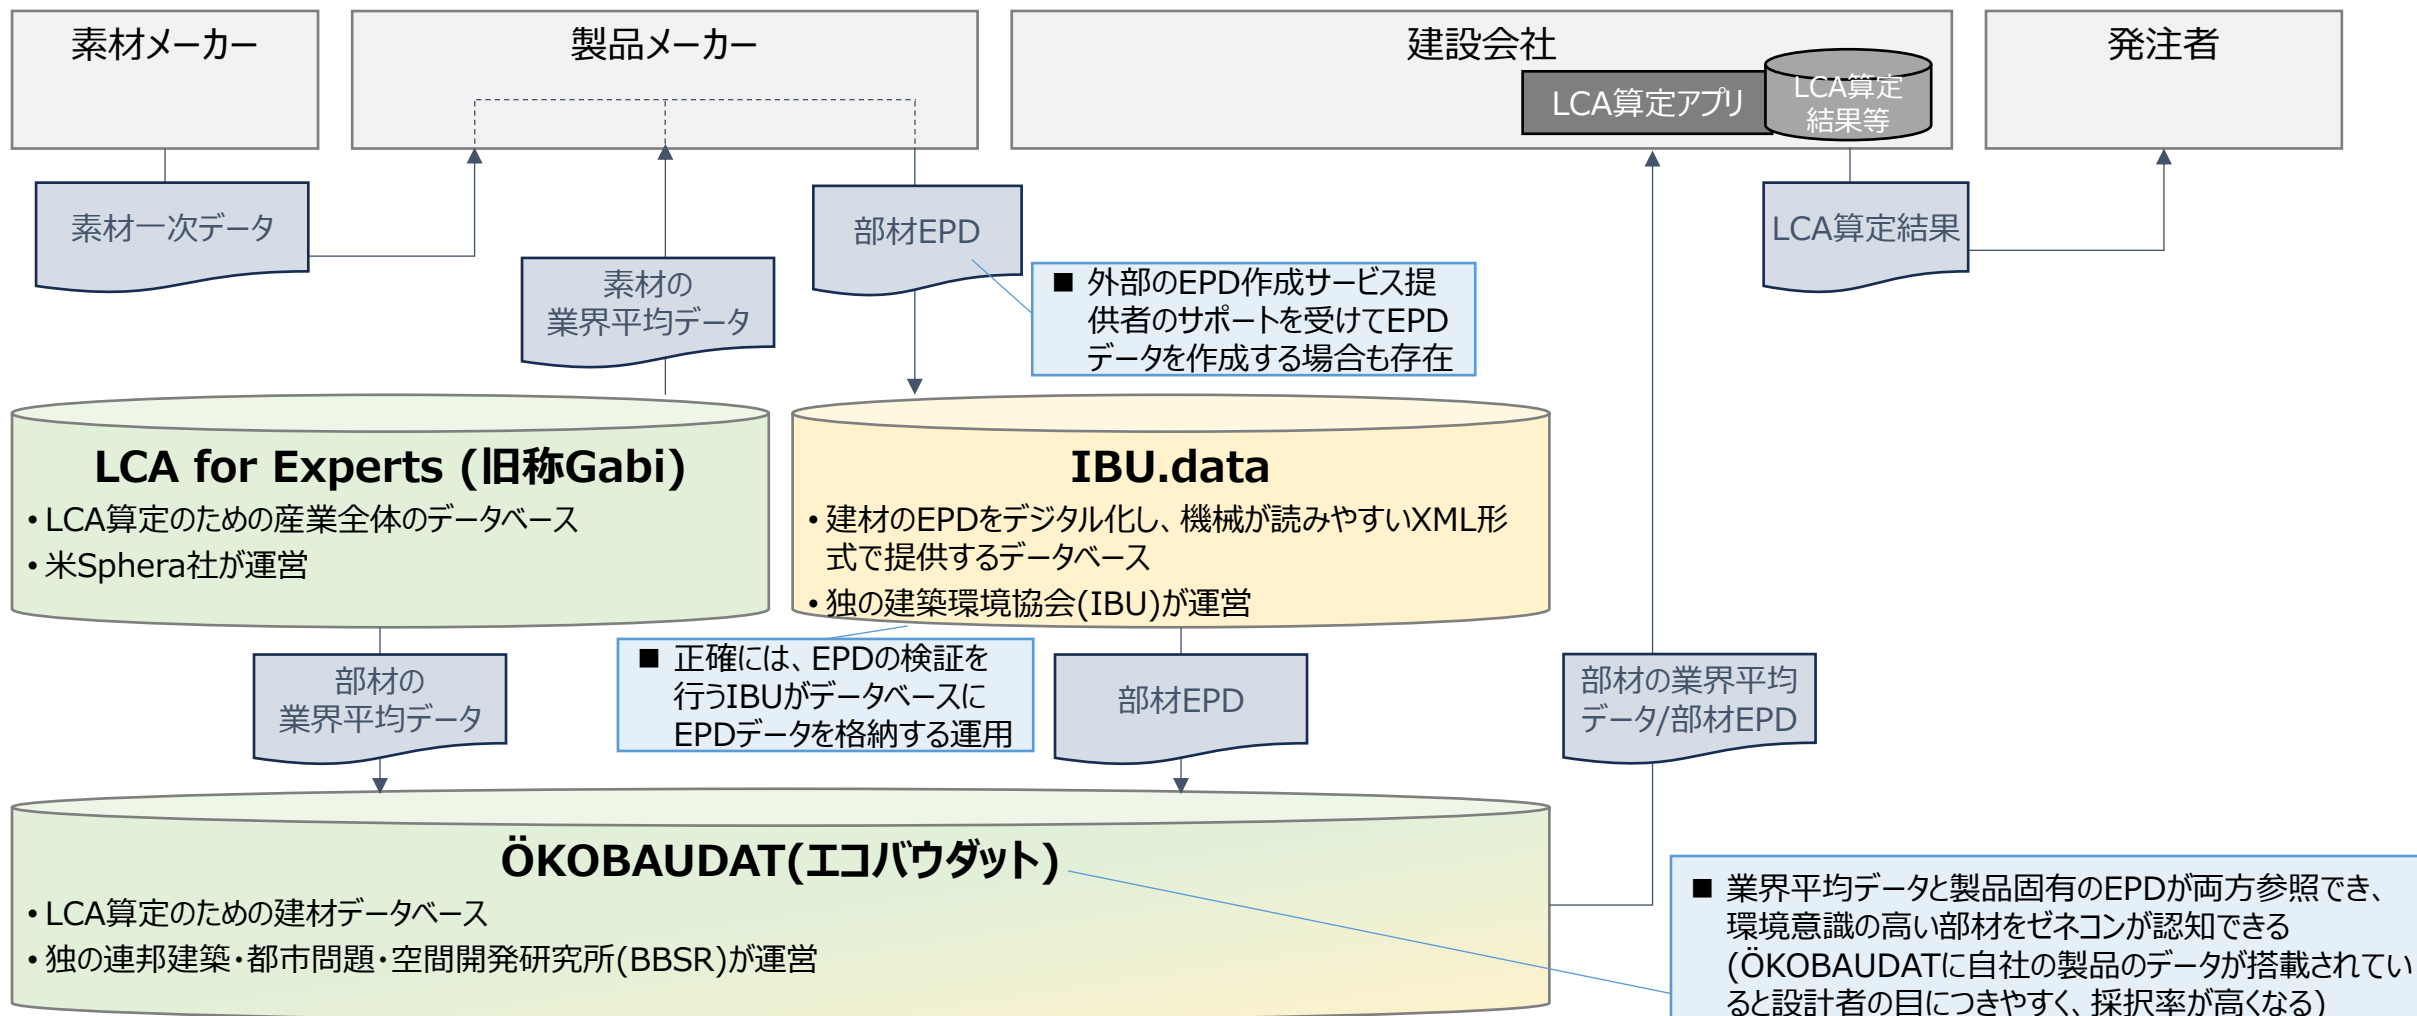 素材メーカー
製品メーカー
建設会社
発注者
LCA算定アプリ
LCA算定
結果等
素材一次データ
素材の
業界平均データ
部材EPD
■ 外部のEPD作成サービス提
供者のサポートを受けてEPD
データを作成する場合も存在
LCA算定結果
LCA for Experts (旧称Gabi)
• LCA算定のための産業全体のデータベース
• 米Sphera社が運営
IBU.data
• 建材のEPDをデジタル化し、機械が読みやすいXML形
式で提供するデータベース
• 独の建築環境協会(IBU)が運営
部材の
業界平均データ
■ 正確には、EPDの検証を
行うIBUがデータベースに
EPDデータを格納する運用
部材EPD
部材の業界平均
データ/部材EPD
ÖKOBAUDAT(エコバウダット)
• LCA算定のための建材データベース
• 独の連邦建築・都市問題・空間開発研究所(BBSR)が運営
■ 業界平均データと製品固有のEPDが両方参照でき、
環境意識の高い部材をゼネコンが認知できる
(ÖKOBAUDATに自社の製品のデータが搭載されてい
ると設計者の目につきやすく、採択率が高くなる)